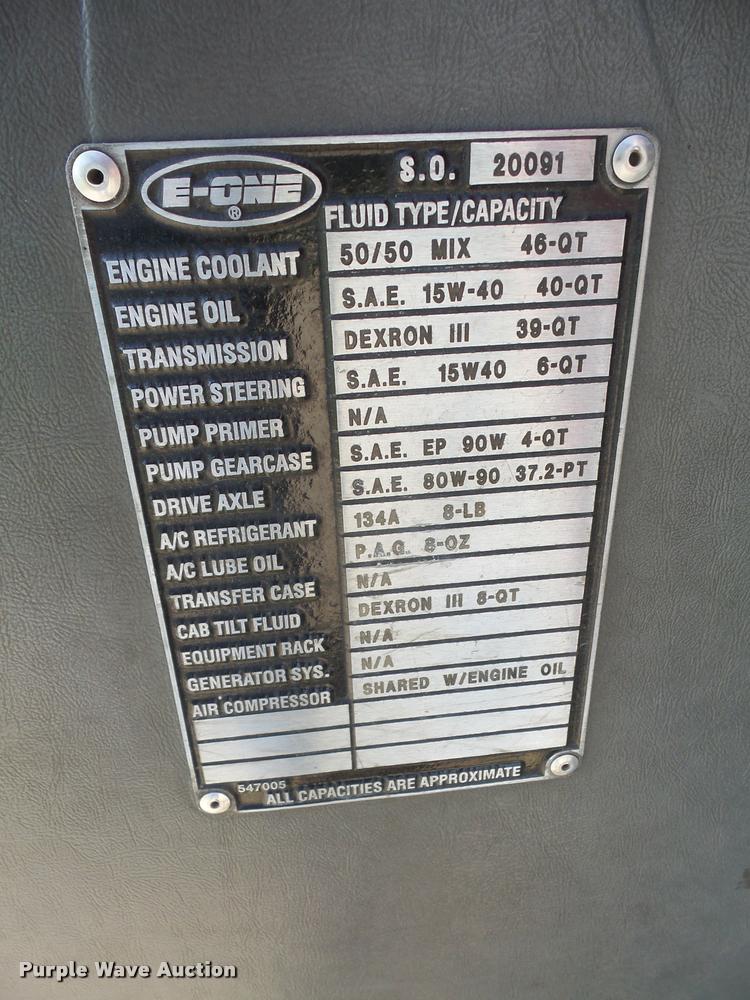 E-ONE ®
S.O. 20091
FLUID TYPE/CAPACITY
ENGINE COOLANT 50/50 MIX 46-QT
ENGINE OIL S.A.E. 15W-40 40-QT
TRANSMISSION DEXRON III 39-QT
POWER STEERING S.A.E. 15W40 6-QT
PUMP PRIMER N/A
PUMP GEARCASE S.A.E. EP 90W 4-QT
DRIVE AXLE S.A.E. 80W-90 37.2-PT
A/C REFRIGERANT 134A 8-LB
A/C LUBE OIL P.A.G. 8-OZ
TRANSFER CASE N/A
CAB TILT FLUID DEXRON III 8-QT
EQUIPMENT RACK N/A
GENERATOR SYS. N/A
AIR COMPRESSOR SHARED W/ENGINE OIL
547005
ALL CAPACITIES ARE APPROXIMATE
Purple Wave Auction